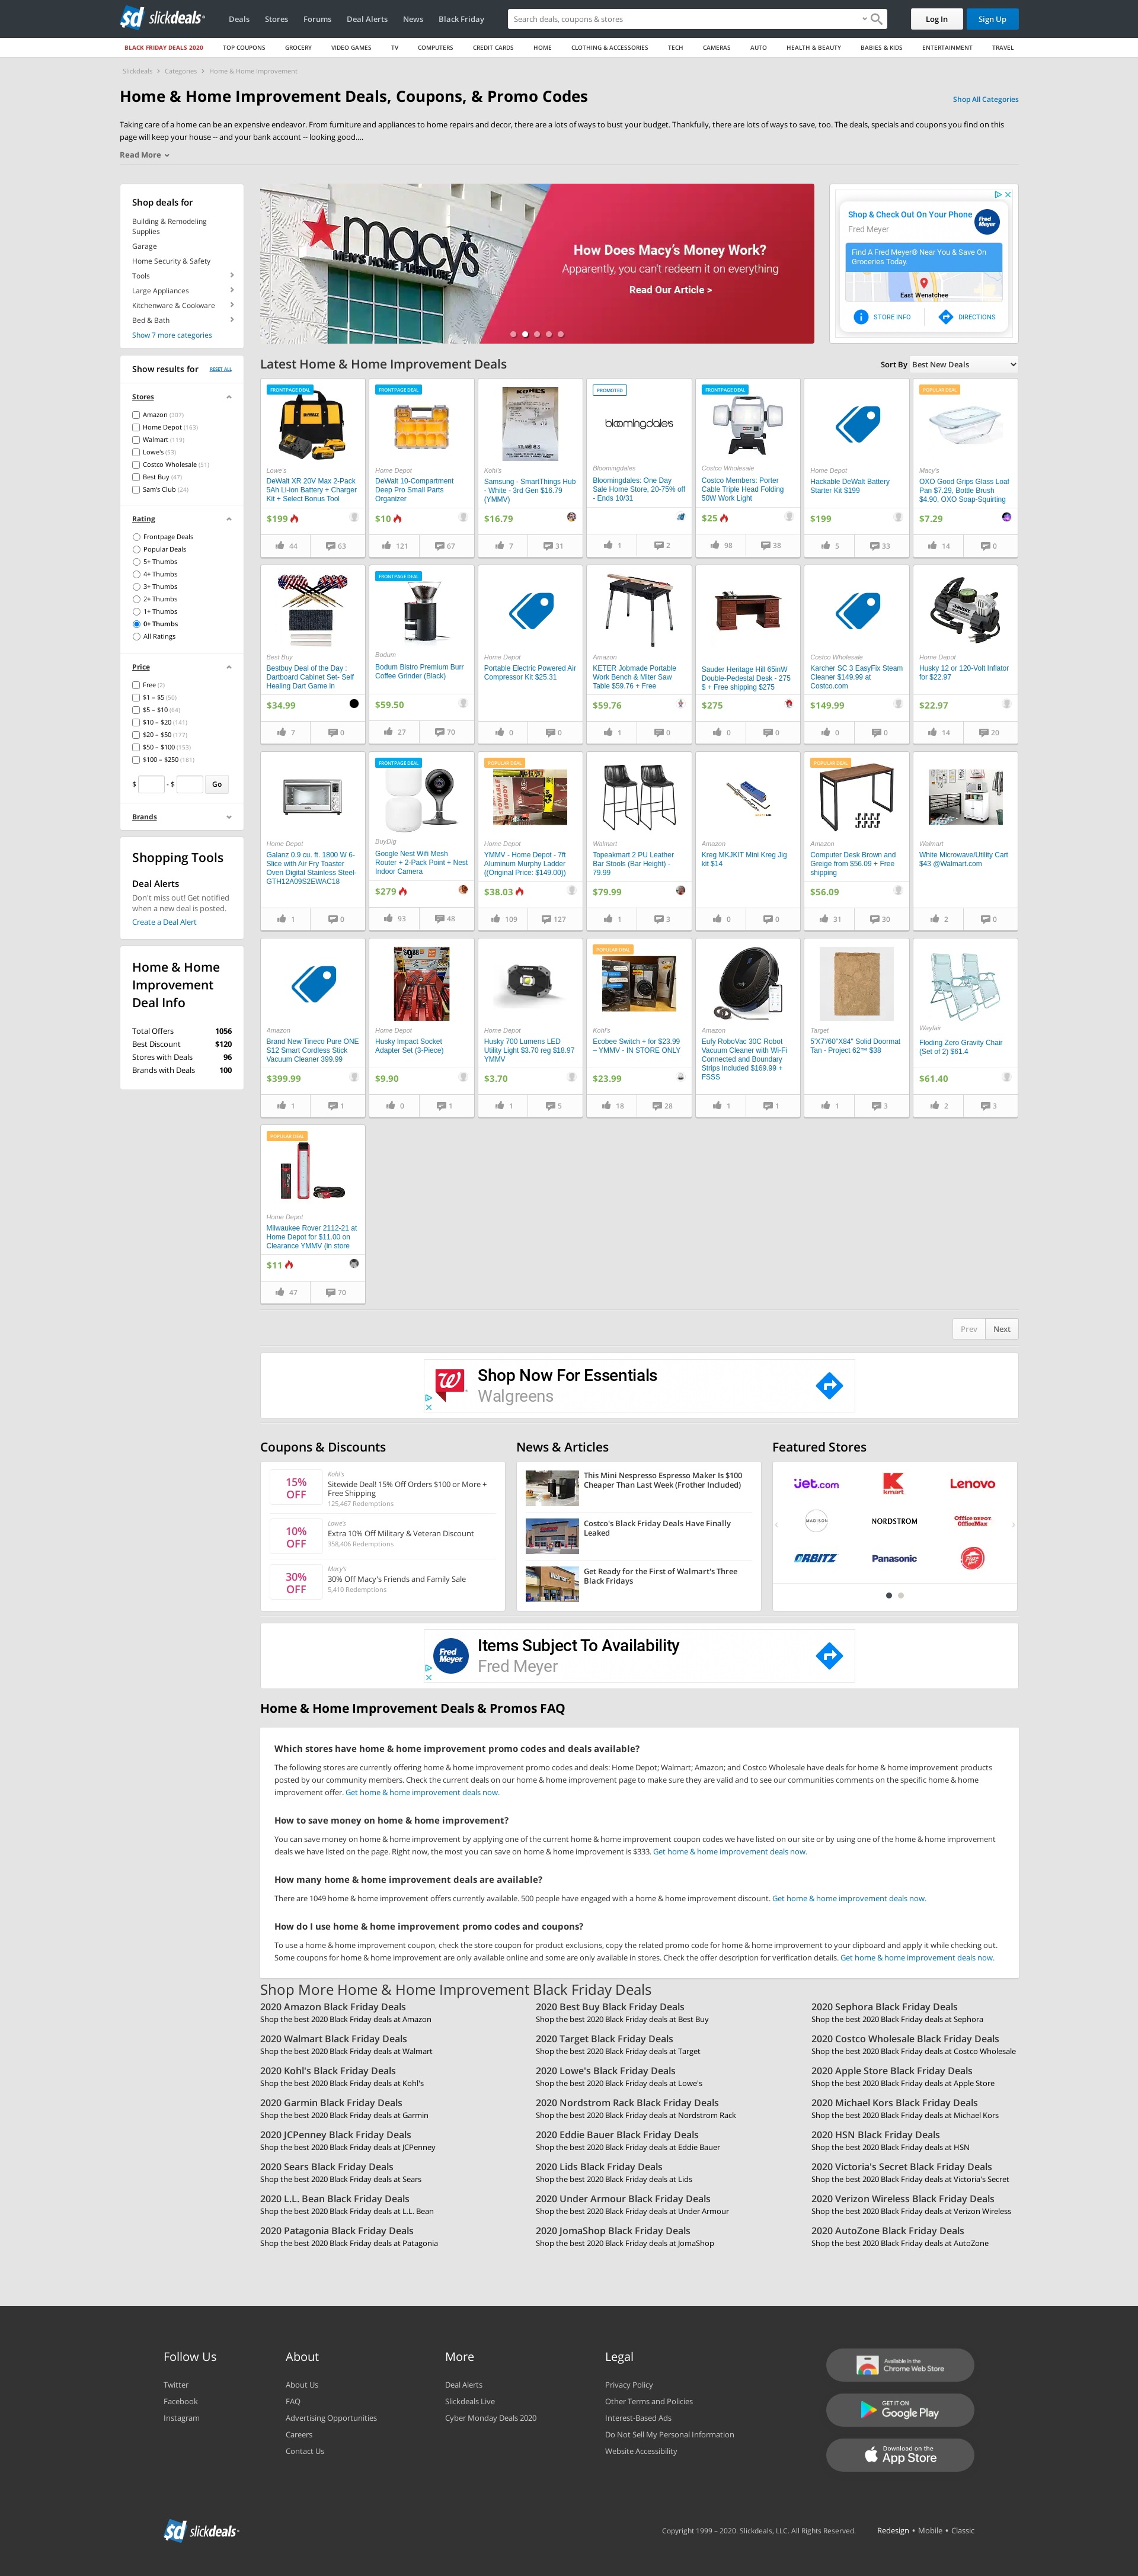 sd slickdeals
Deals
Stores
Forums
Deal Alerts
News
Black Friday
Search deals, coupons & stores
Log In
Sign Up
BLACK FRIDAY DEALS 2020
TOP COUPONS
GROCERY
VIDEO GAMES
TV
COMPUTERS
CREDIT CARDS
HOME
CLOTHING & ACCESSORIES
TECH
CAMERAS
AUTO
HEALTH & BEAUTY
BABIES & KIDS
ENTERTAINMENT
TRAVEL
Slickdeals > Categories > Home & Home Improvement
Home & Home Improvement Deals, Coupons, & Promo Codes
Shop All Categories
Taking care of a home can be an expensive endeavor. From furniture and appliances to home repairs and decor, there are a lots of ways to bust your budget. Thankfully, there are lots of ways to save, too. The deals, specials and coupons you find on this
page will keep your house -- and your bank account -- looking good....
Read More
Shop deals for
Building & Remodeling
Supplies
Garage
Home Security & Safety
Tools
Large Appliances
Kitchenware & Cookware
Bed & Bath
Show 7 more categories
macy's
MEN'S HOME FURNITURE
How Does Macy's Money Work?
Apparently, you can't redeem it on everything
Read Our Article >
Shop & Check Out On Your Phone
Fred Meyer
Fred Meyer
Find A Fred Meyer® Near You & Save On
Groceries Today.
East Wenatchee
STORE INFO
DIRECTIONS
Show results for
RESET ALL
Stores
Amazon (307)
Home Depot (163)
Walmart (119)
Lowe's (53)
Costco Wholesale (51)
Best Buy (47)
Sam's Club (24)
Rating
Frontpage Deals
Popular Deals
5+ Thumbs
4+ Thumbs
3+ Thumbs
2+ Thumbs
1+ Thumbs
0+ Thumbs
All Ratings
Price
Free (2)
$1 – $5 (50)
$5 – $10 (64)
$10 – $20 (141)
$20 – $50 (177)
$50 – $100 (153)
$100 – $250 (181)
$ - $ Go
Brands
Shopping Tools
Deal Alerts
Don't miss out! Get notified
when a new deal is posted.
Create a Deal Alert
Home & Home
Improvement
Deal Info
Total Offers 1056
Best Discount $120
Stores with Deals 96
Brands with Deals 100
Latest Home & Home Improvement Deals
Sort By Best New Deals
FRONTPAGE DEAL
Lowe's
DeWalt XR 20V Max 2-Pack
5Ah Li-ion Battery + Charger
Kit + Select Bonus Tool
$199
44 63
FRONTPAGE DEAL
Home Depot
DeWalt 10-Compartment
Deep Pro Small Parts
Organizer
$10
121 67
KOHL'S
Kohl's
Samsung - SmartThings Hub
- White - 3rd Gen $16.79
(YMMV)
$16.79
7 31
PROMOTED
bloomingdales
Bloomingdales
Bloomingdales: One Day
Sale Home Store, 20-75% off
- Ends 10/31
1 2
FRONTPAGE DEAL
Costco Wholesale
Costco Members: Porter
Cable Triple Head Folding
50W Work Light
$25
98 38
Home Depot
Hackable DeWalt Battery
Starter Kit $199
$199
5 33
POPULAR DEAL
Macy's
OXO Good Grips Glass Loaf
Pan $7.29, Bottle Brush
$4.90, OXO Soap-Squirting
$7.29
14 0
Best Buy
Bestbuy Deal of the Day :
Dartboard Cabinet Set- Self
Healing Dart Game in
$34.99
7 0
FRONTPAGE DEAL
Bodum
Bodum Bistro Premium Burr
Coffee Grinder (Black)
$59.50
27 70
Home Depot
Portable Electric Powered Air
Compressor Kit $25.31
0 0
Amazon
KETER Jobmade Portable
Work Bench & Miter Saw
Table $59.76 + Free
$59.76
1 0
Sauder Heritage Hill 65inW
Double-Pedestal Desk - 275
$ + Free shipping $275
$275
0 0
Costco Wholesale
Karcher SC 3 EasyFix Steam
Cleaner $149.99 at
Costco.com
$149.99
0 0
Home Depot
Husky 12 or 120-Volt Inflator
for $22.97
$22.97
14 20
Home Depot
Galanz 0.9 cu. ft. 1800 W 6-
Slice with Air Fry Toaster
Oven Digital Stainless Steel-
GTH12A09S2EWAC18
1 0
FRONTPAGE DEAL
BuyDig
Google Nest Wifi Mesh
Router + 2-Pack Point + Nest
Indoor Camera
$279
93 48
POPULAR DEAL
Home Depot
YMMV - Home Depot - 7ft
Aluminum Murphy Ladder
((Original Price: $149.00))
$38.03
109 127
Walmart
Topeakmart 2 PU Leather
Bar Stools (Bar Height) -
79.99
$79.99
1 3
Amazon
Kreg MKJKIT Mini Kreg Jig
kit $14
0 0
POPULAR DEAL
Amazon
Computer Desk Brown and
Greige from $56.09 + Free
shipping
$56.09
31 30
Walmart
White Microwave/Utility Cart
$43 @Walmart.com
2 0
Amazon
Brand New Tineco Pure ONE
S12 Smart Cordless Stick
Vacuum Cleaner 399.99
$399.99
1 1
$9.88
Home Depot
Husky Impact Socket
Adapter Set (3-Piece)
$9.90
0 1
Home Depot
Husky 700 Lumens LED
Utility Light $3.70 reg $18.97
YMMV
$3.70
1 5
POPULAR DEAL
Kohl's
Ecobee Switch + for $23.99
– YMMV - IN STORE ONLY
$23.99
18 28
Amazon
Eufy RoboVac 30C Robot
Vacuum Cleaner with Wi-Fi
Connected and Boundary
Strips Included $169.99 +
FSSS
1 1
Target
5'X7'/60"X84" Solid Doormat
Tan - Project 62™ $38
1 3
Wayfair
Floding Zero Gravity Chair
(Set of 2) $61.4
$61.40
2 3
POPULAR DEAL
Home Depot
Milwaukee Rover 2112-21 at
Home Depot for $11.00 on
Clearance YMMV (in store
$11
47 70
Prev Next
Shop Now For Essentials
Walgreens
Coupons & Discounts
15%
OFF
Kohl's
Sitewide Deal! 15% Off Orders $100 or More +
Free Shipping
125,467 Redemptions
10%
OFF
Lowe's
Extra 10% Off Military & Veteran Discount
358,406 Redemptions
30%
OFF
Macy's
30% Off Macy's Friends and Family Sale
5,410 Redemptions
News & Articles
This Mini Nespresso Espresso Maker Is $100
Cheaper Than Last Week (Frother Included)
Costco's Black Friday Deals Have Finally
Leaked
Get Ready for the First of Walmart's Three
Black Fridays
Featured Stores
Jet.com
kmart
Lenovo
MADISON
NORDSTROM
Office DEPOT
OfficeMax
ORBITZ
Panasonic
Pizza Hut
Items Subject To Availability
Fred Meyer
Fred Meyer
Home & Home Improvement Deals & Promos FAQ
Which stores have home & home improvement promo codes and deals available?
The following stores are currently offering home & home improvement promo codes and deals: Home Depot; Walmart; Amazon; and Costco Wholesale have deals for home & home improvement products
posted by our community members. Check the current deals on our home & home improvement page to make sure they are valid and to see our communities comments on the specific home & home
improvement offer. Get home & home improvement deals now.
How to save money on home & home improvement?
You can save money on home & home improvement by applying one of the current home & home improvement coupon codes we have listed on our site or by using one of the home & home improvement
deals we have listed on the page. Right now, the most you can save on home & home improvement is $333. Get home & home improvement deals now.
How many home & home improvement deals are available?
There are 1049 home & home improvement offers currently available. 500 people have engaged with a home & home improvement discount. Get home & home improvement deals now.
How do I use home & home improvement promo codes and coupons?
To use a home & home improvement coupon, check the store coupon for product exclusions, copy the related promo code for home & home improvement to your clipboard and apply it while checking out.
Some coupons for home & home improvement are only available online and some are only available in stores. Check the offer description for verification details. Get home & home improvement deals now.
Shop More Home & Home Improvement Black Friday Deals
2020 Amazon Black Friday Deals
Shop the best 2020 Black Friday deals at Amazon
2020 Best Buy Black Friday Deals
Shop the best 2020 Black Friday deals at Best Buy
2020 Sephora Black Friday Deals
Shop the best 2020 Black Friday deals at Sephora
2020 Walmart Black Friday Deals
Shop the best 2020 Black Friday deals at Walmart
2020 Target Black Friday Deals
Shop the best 2020 Black Friday deals at Target
2020 Costco Wholesale Black Friday Deals
Shop the best 2020 Black Friday deals at Costco Wholesale
2020 Kohl's Black Friday Deals
Shop the best 2020 Black Friday deals at Kohl's
2020 Lowe's Black Friday Deals
Shop the best 2020 Black Friday deals at Lowe's
2020 Apple Store Black Friday Deals
Shop the best 2020 Black Friday deals at Apple Store
2020 Garmin Black Friday Deals
Shop the best 2020 Black Friday deals at Garmin
2020 Nordstrom Rack Black Friday Deals
Shop the best 2020 Black Friday deals at Nordstrom Rack
2020 Michael Kors Black Friday Deals
Shop the best 2020 Black Friday deals at Michael Kors
2020 JCPenney Black Friday Deals
Shop the best 2020 Black Friday deals at JCPenney
2020 Eddie Bauer Black Friday Deals
Shop the best 2020 Black Friday deals at Eddie Bauer
2020 HSN Black Friday Deals
Shop the best 2020 Black Friday deals at HSN
2020 Sears Black Friday Deals
Shop the best 2020 Black Friday deals at Sears
2020 Lids Black Friday Deals
Shop the best 2020 Black Friday deals at Lids
2020 Victoria's Secret Black Friday Deals
Shop the best 2020 Black Friday deals at Victoria's Secret
2020 L.L. Bean Black Friday Deals
Shop the best 2020 Black Friday deals at L.L. Bean
2020 Under Armour Black Friday Deals
Shop the best 2020 Black Friday deals at Under Armour
2020 Verizon Wireless Black Friday Deals
Shop the best 2020 Black Friday deals at Verizon Wireless
2020 Patagonia Black Friday Deals
Shop the best 2020 Black Friday deals at Patagonia
2020 JomaShop Black Friday Deals
Shop the best 2020 Black Friday deals at JomaShop
2020 AutoZone Black Friday Deals
Shop the best 2020 Black Friday deals at AutoZone
Follow Us
Twitter
Facebook
Instagram
About
About Us
FAQ
Advertising Opportunities
Careers
Contact Us
More
Deal Alerts
Slickdeals Live
Cyber Monday Deals 2020
Legal
Privacy Policy
Other Terms and Policies
Interest-Based Ads
Do Not Sell My Personal Information
Website Accessibility
Available in the
Chrome Web Store
GET IT ON
Google Play
Download on the
App Store
sd slickdeals
Copyright 1999 – 2020. Slickdeals, LLC. All Rights Reserved.
Redesign • Mobile • Classic